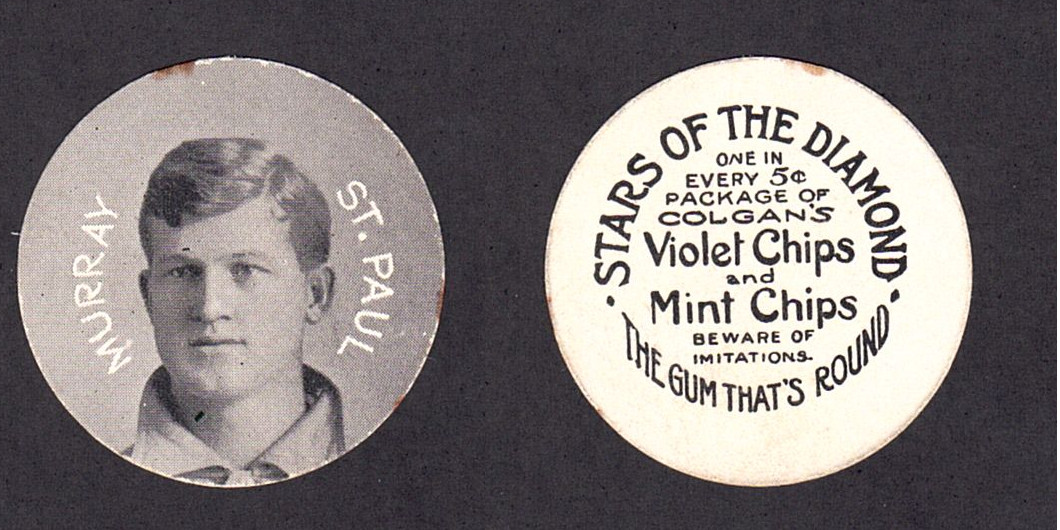 MURRAY
ST. PAUL
· STARS OF THE DIAMOND ·
ONE IN
EVERY 5¢
PACKAGE OF
COLGAN'S
Violet Chips
and
Mint Chips
BEWARE OF
IMITATIONS.
THE GUM THAT'S ROUND